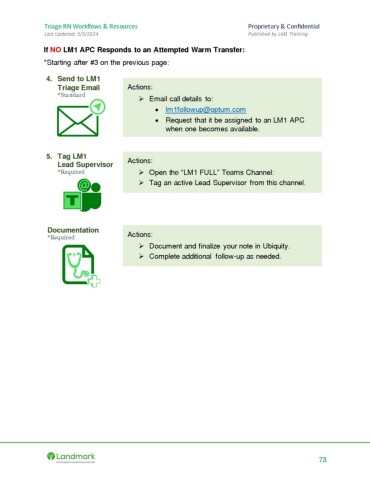 Triage RN Workflows & Resources
Proprietary & Confidential
Last Updated: 5/3/2024
Published by LM1 Training
If NO LM1 APC Responds to an Attempted Warm Transfer:
*Starting after #3 on the previous page:
4. Send to LM1
Triage Email
*Standard
Actions:
➢ Email call details to:
• lm1followup@optum.com
• Request that it be assigned to an LM1 APC
when one becomes available.
5. Tag LM1
Lead Supervisor
*Required
Actions:
➢ Open the "LM1 FULL" Teams Channel:
➢ Tag an active Lead Supervisor from this channel.
Documentation
*Required
Actions:
➢ Document and finalize your note in Ubiquity.
➢ Complete additional follow-up as needed.
Landmark
73